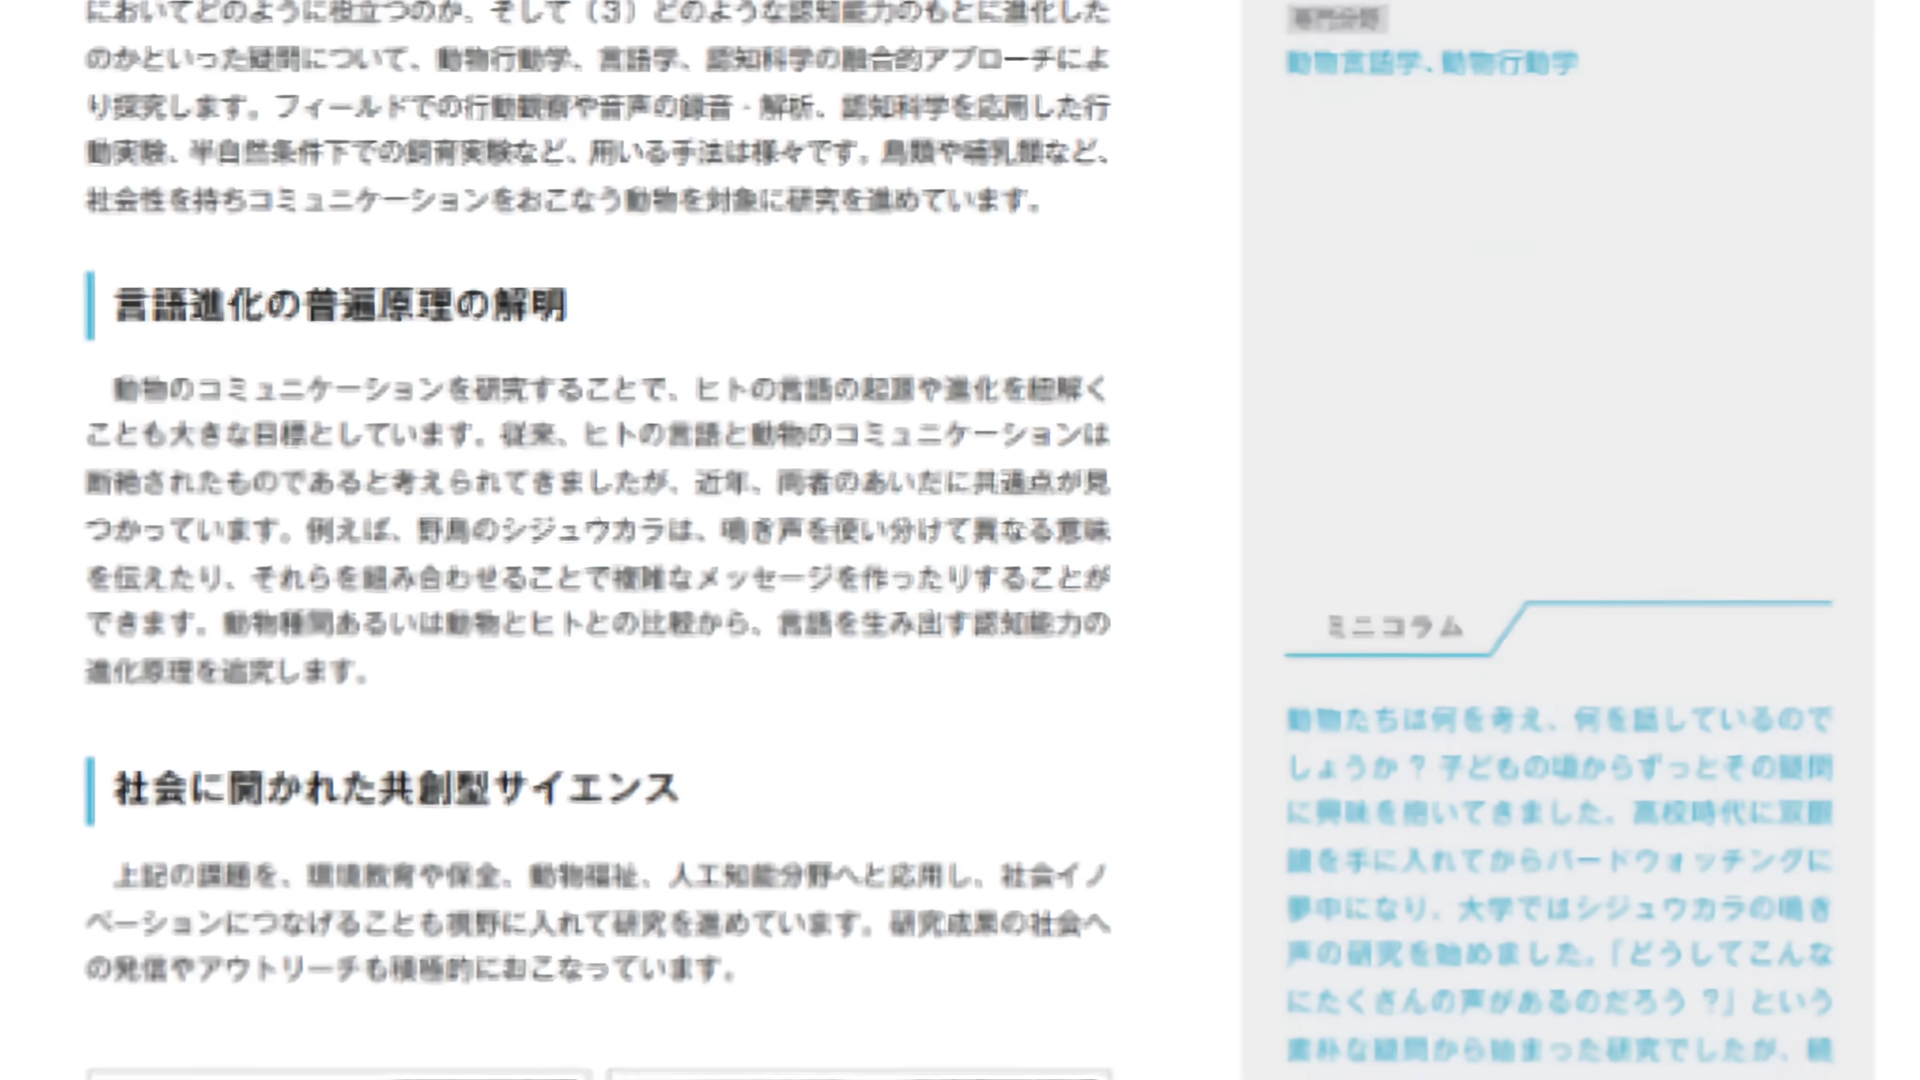 においてどのように役立つのか、そして（3）どのような認知能力のもとに進化した
のかといった疑問について、動物行動学、言語学、認知科学の融合的アプローチによ
り探究します。フィールドでの行動観察や音声の録音・解析、認知科学を応用した行
動実験、半自然条件下での飼育実験など、用いる手法は様々です。鳥類や哺乳類など、
社会性を持ちコミュニケーションをおこなう動物を対象に研究を進めています。
言語進化の普遍原理の解明
動物のコミュニケーションを研究することで、ヒトの言語の起源や進化を紐解く
ことも大きな目標としています。従来、ヒトの言語と動物のコミュニケーションは
断絶されたものであると考えられてきましたが、近年、両者のあいだに共通点が見
つかっています。例えば、野鳥のシジュウカラは、鳴き声を使い分けて異なる意味
を伝えたり、それらを組み合わせることで複雑なメッセージを作ったりすることが
できます。動物種間あるいは動物とヒトとの比較から、言語を生み出す認知能力の
進化原理を追究します。
社会に開かれた共創型サイエンス
上記の課題を、環境教育や保全、動物福祉、人工知能分野へと応用し、社会イノ
ベーションにつなげることも視野に入れて研究を進めています。研究成果の社会へ
の発信やアウトリーチも積極的におこなっています。
専門分野
動物言語学、動物行動学
ミニコラム
動物たちは何を考え、何を話しているので
しょうか？子どもの頃からずっとその疑問
に興味を抱いてきました。高校時代に双眼
鏡を手に入れてからバードウォッチングに
夢中になり、大学ではシジュウカラの鳴き
声の研究を始めました。「どうしてこんな
にたくさんの声があるのだろう？」という
素朴な疑問から始まった研究でしたが、